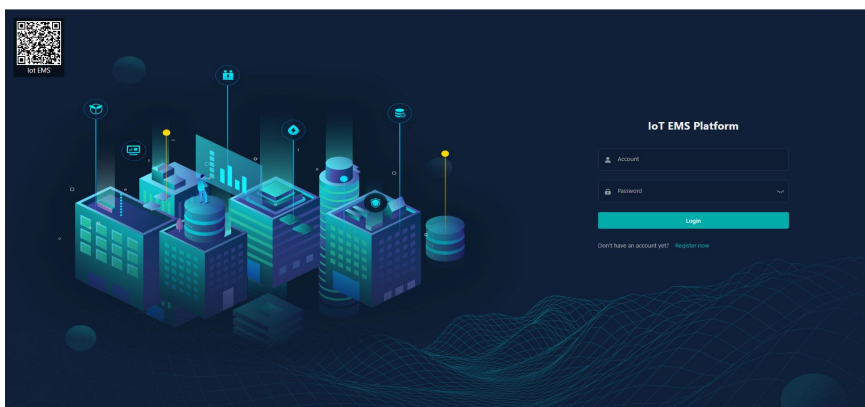 Iot EMS
IoT EMS Platform
Account
Password
Login
Don't have an account yet? Register now